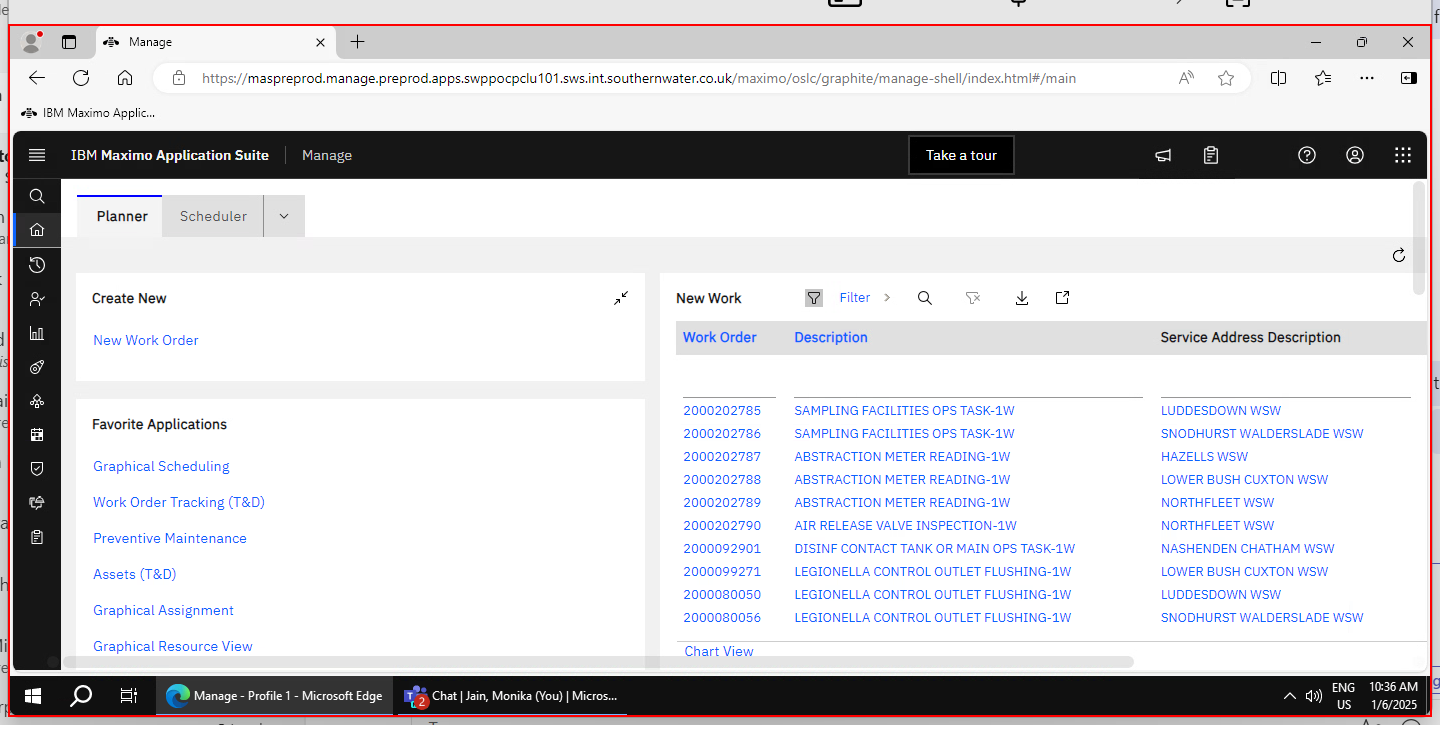 Manage
https://maspreprod.manage.preprod.apps.swppocpclu101.sws.int.southernwater.co.uk/maximo/oslc/graphite/manage-shell/index.html#/main
IBM Maximo Applic...
IBM Maximo Application Suite
Manage
Take a tour
Planner
Scheduler
Create New
New Work Order
Favorite Applications
Graphical Scheduling
Work Order Tracking (T&D)
Preventive Maintenance
Assets (T&D)
Graphical Assignment
Graphical Resource View
New Work
Filter
Work Order Description Service Address Description
2000202785 SAMPLING FACILITIES OPS TASK-1W LUDDESDOWN WSW
2000202786 SAMPLING FACILITIES OPS TASK-1W SNODHURST WALDERSLADE WSW
2000202787 ABSTRACTION METER READING-1W HAZELLS WSW
2000202788 ABSTRACTION METER READING-1W LOWER BUSH CUXTON WSW
2000202789 ABSTRACTION METER READING-1W NORTHFLEET WSW
2000202790 AIR RELEASE VALVE INSPECTION-1W NORTHFLEET WSW
2000092901 DISINF CONTACT TANK OR MAIN OPS TASK-1W NASHENDEN CHATHAM WSW
2000099271 LEGIONELLA CONTROL OUTLET FLUSHING-1W LOWER BUSH CUXTON WSW
2000080050 LEGIONELLA CONTROL OUTLET FLUSHING-1W LUDDESDOWN WSW
2000080056 LEGIONELLA CONTROL OUTLET FLUSHING-1W SNODHURST WALDERSLADE WSW
Chart View
Manage - Profile 1 - Microsoft Edge
2
Chat | Jain, Monika (You) | Micros...
ENG
US
10:36 AM
1/6/2025